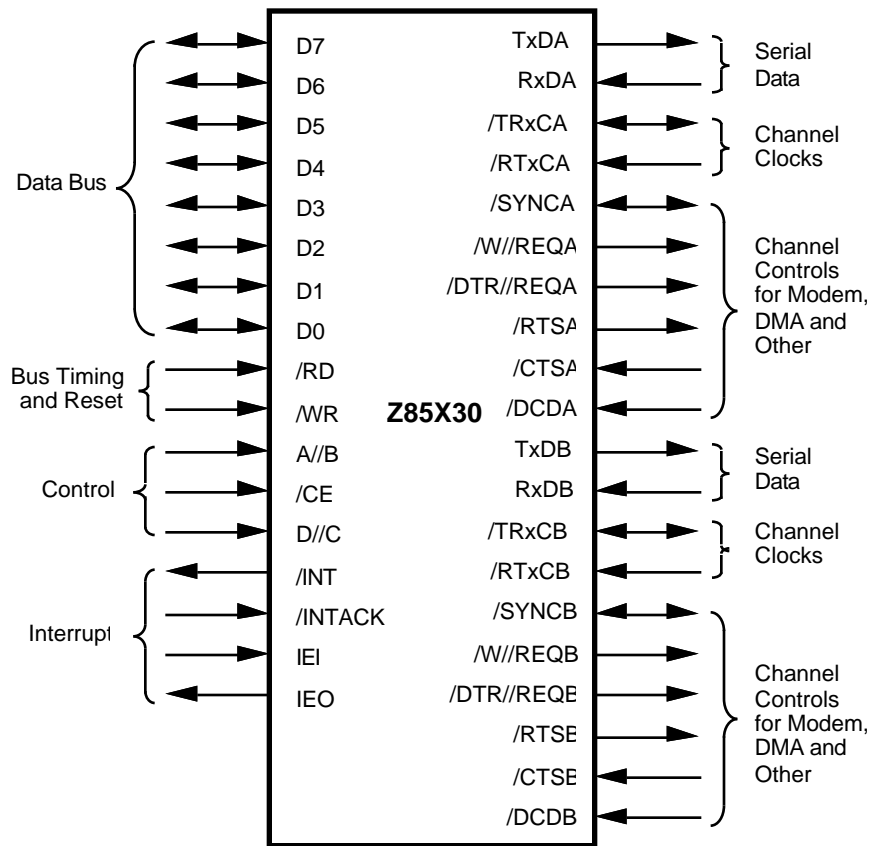 Data Bus
Bus Timing
and Reset
Control
Interrupt
D7
D6
D5
D4
D3
D2
D1
D0
/RD
/WR
A//B
/CE
D//C
/INT
/INTACK
IEI
IEO
Z85X30
TxDA
RxDA
/TRxCA
/RTxCA
/SYNCA
/W//REQA
/DTR//REQA
/RTSA
/CTSA
/DCDA
TxDB
RxDB
/TRxCB
/RTxCB
/SYNCB
/W//REQB
/DTR//REQB
/RTSB
/CTSB
/DCDB
Serial
Data
Channel
Clocks
Channel
Controls
for Modem,
DMA and
Other
Serial
Data
Channel
Clocks
Channel
Controls
for Modem,
DMA and
Other